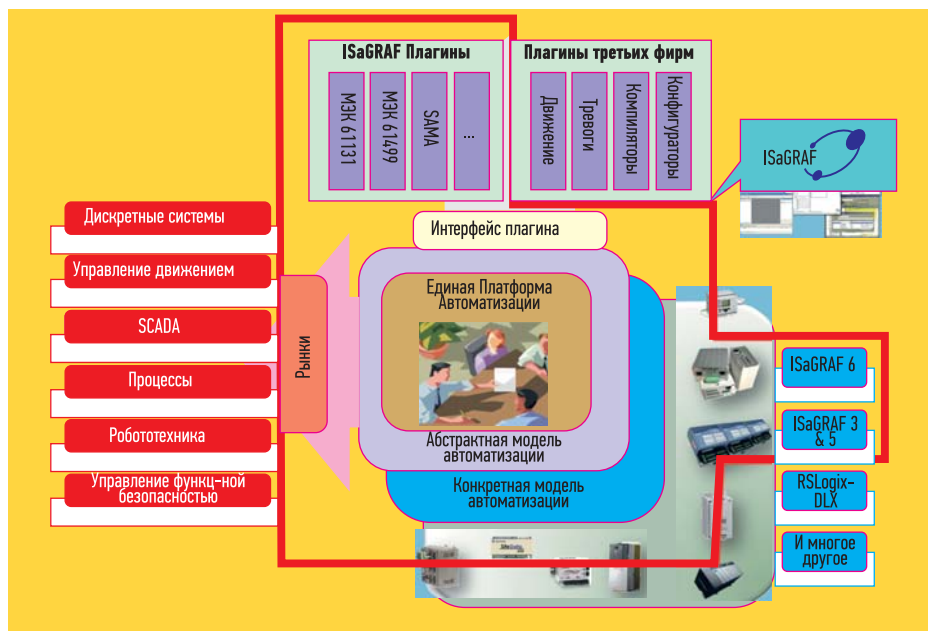 ISaGRAF Плагины
МЭК 61131
МЭК 61499
SAMA
...
Плагины третьих фирм
Движение
Тревоги
Компиляторы
Конфигураторы
ISaGRAF
Интерфейс плагина
Единая Платформа
Автоматизации
Абстрактная модель
автоматизации
Конкретная модель
автоматизации
Рынки
Дискретные системы
Управление движением
SCADA
Процессы
Робототехника
Управление функц-ной
безопасностью
ISaGRAF 6
ISaGRAF 3
& 5
RSLogix-
DLX
И многое
другое